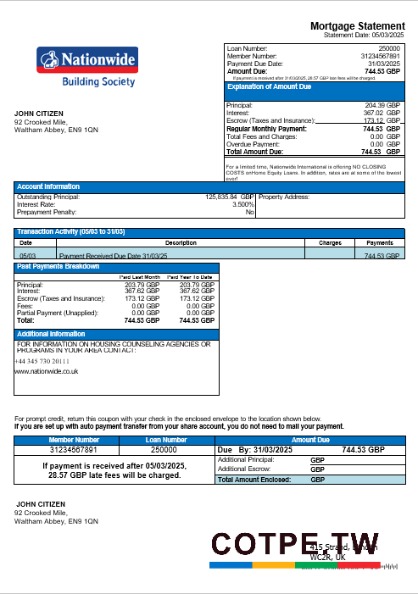 Mortgage Statement
Statement Date: 05/03/2025
Nationwide
Building Society
Loan Number: 250000
Member Number: 31234567891
Payment Due Date: 31/03/2025
Amount Due: 744.53 GBP
If payment is received after 31/03/2025, 28.57 GBP late fees will be charged.
Explanation of Amount Due
Principal: 204.39 GBP
Interest: 367.02 GBP
Escrow (Taxes and Insurance): 173.12 GBP
Regular Monthly Payment: 744.53 GBP
Total Fees and Charges: 0.00 GBP
Overdue Payment: 0.00 GBP
Total Amount Due: 744.53 GBP
JOHN CITIZEN
92 Crooked Mile,
Waltham Abbey, EN9 1QN
For a limited time, Nationwide International is offering NO CLOSING
COSTS onHome Equity Loans. In addition, rates are at some of the lowest
ever!
Account Information
Outstanding Principal: 125,835.84 GBP Property Address:
Interest Rate: 3.500%
Prepayment Penalty: No
Transaction Activity (05/03 to 31/03)
Date Description Charges Payments
05/03 Payment Received Due Date 31/03/25 744.53 GBP
Past Payments Breakdown
Paid Last Month Paid Year To Date
Principal: 203.79 GBP 203.79 GBP
Interest: 367.62 GBP 367.62 GBP
Escrow (Taxes and Insurance): 173.12 GBP 173.12 GBP
Fees: 0.00 GBP 0.00 GBP
Partial Payment (Unapplied): 0.00 GBP 0.00 GBP
Total: 744.53 GBP 744.53 GBP
Additional Information
FOR INFORMATION ON HOUSING COUNSELING AGENCIES OR
PROGRAMS IN YOUR AREA CONTACT:
+44 345 730 20111
www.nationwide.co.uk
For prompt credit, return this coupon with your check in the enclosed envelope to the location shown below.
If you are set up with auto payment transfer from your share account, you do not need to mail your payment.
Member Number Loan Number Amount Due
31234567891 250000 Due By: 31/03/2025 744.53 GBP
If payment is received after 05/03/2025,
28.57 GBP late fees will be charged.
Additional Principal: GBP
Additional Escrow: GBP
Total Amount Enclosed: GBP
JOHN CITIZEN
92 Crooked Mile,
Waltham Abbey, EN9 1QN
COTPE.TW
415 Strand, London
WC2R, UK